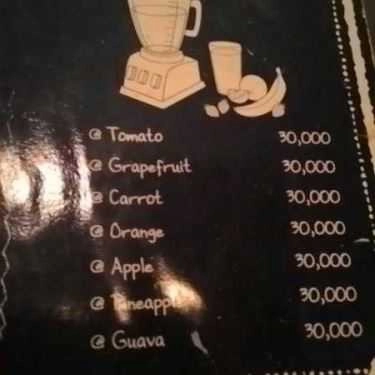 @ Tomato 30,000
@ Grapefruit 30,000
@ Carrot 30,000
@ Orange 30,000
@ Apple 30,000
@ Pineapple 30,000
@ Guava 30,000